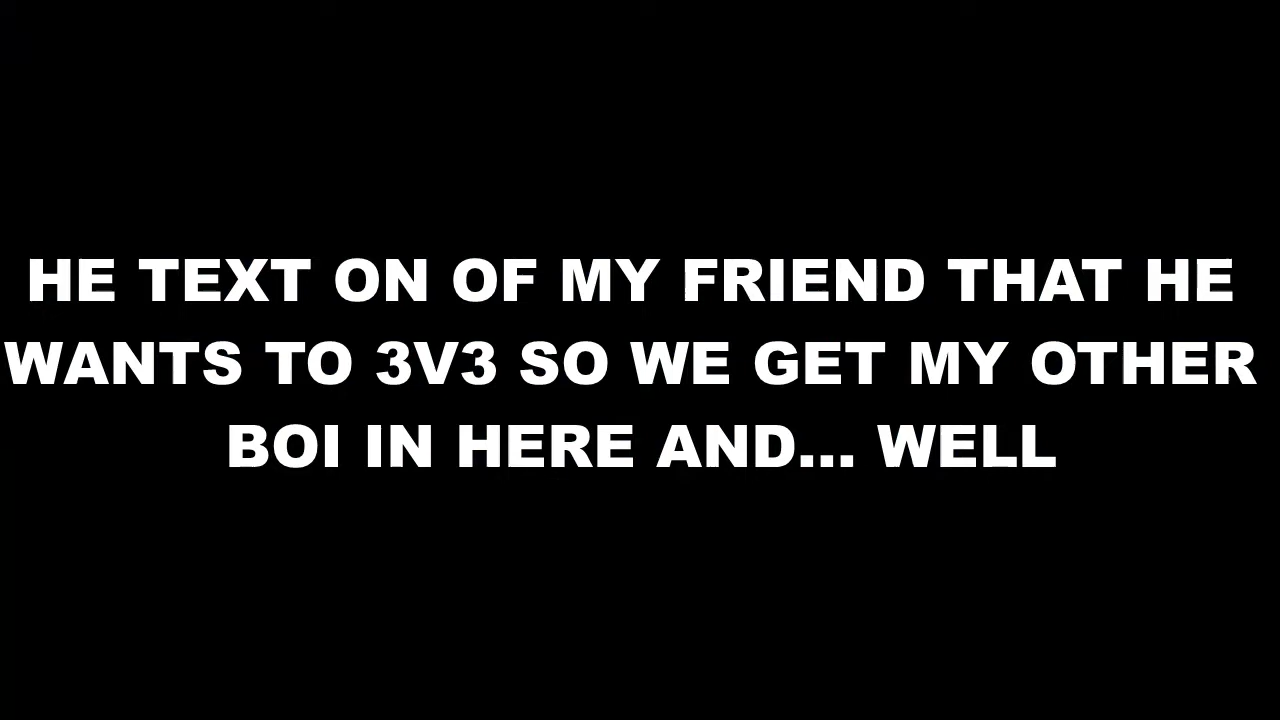 HE TEXT ON OF MY FRIEND THAT HE
WANTS TO 3V3 SO WE GET MY OTHER
BOI IN HERE AND... WELL